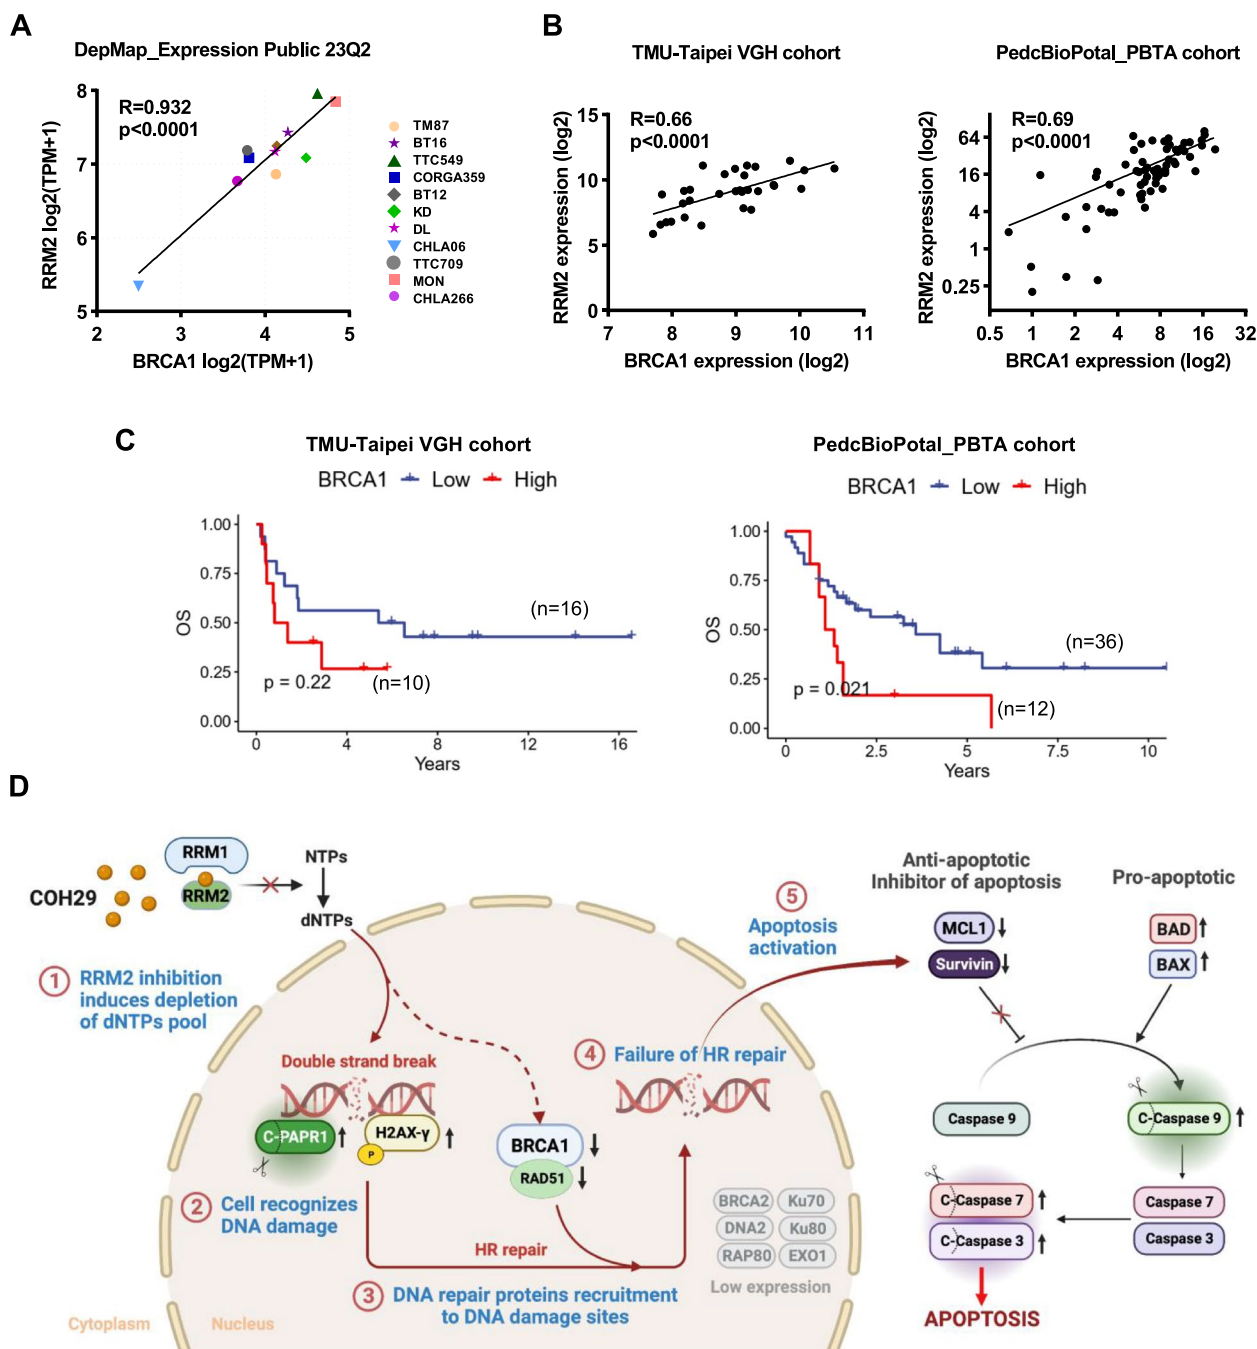 A
DepMap_Expression Public 23Q2
R=0.932
p<0.0001
RRM2 log2(TPM+1)
8
7
6
5
2
3
4
5
BRCA1 log2(TPM+1)
TM87
BT16
TTC549
CORGA359
BT12
KD
DL
CHLA06
TTC709
MON
CHLA266
B
TMU-Taipei VGH cohort
R=0.66
p<0.0001
RRM2 expression (log2)
15
10
5
0
7
8
9
10
11
BRCA1 expression (log2)
PedcBioPotal_PBTA cohort
R=0.69
p<0.0001
RRM2 expression (log2)
64
16
4
1
0.25
0.5
1
2
4
8
16
32
BRCA1 expression (log2)
C
TMU-Taipei VGH cohort
BRCA1 Low High
OS
1.00
0.75
0.50
0.25
0.00
(n=16)
p = 0.22
(n=10)
0
4
8
12
16
Years
PedcBioPotal_PBTA cohort
BRCA1 Low High
OS
1.00
0.75
0.50
0.25
0.00
(n=36)
p = 0.021
(n=12)
0
2.5
5
7.5
10
Years
D
COH29
RRM1
RRM2
NTPs
dNTPs
1 RRM2 inhibition
induces depletion
of dNTPs pool
Double strand break
C-PAPR1
H2AX-γ
P
2 Cell recognizes
DNA damage
BRCA1
RAD51
HR repair
3 DNA repair proteins recruitment
to DNA damage sites
4 Failure of HR repair
BRCA2 Ku70
DNA2 Ku80
RAP80 EXO1
Low expression
Cytoplasm
Nucleus
5
Apoptosis
activation
Anti-apoptotic
Inhibitor of apoptosis
MCL1
Survivin
Pro-apoptotic
BAD
BAX
Caspase 9
C-Caspase 9
C-Caspase 7
C-Caspase 3
Caspase 7
Caspase 3
APOPTOSIS